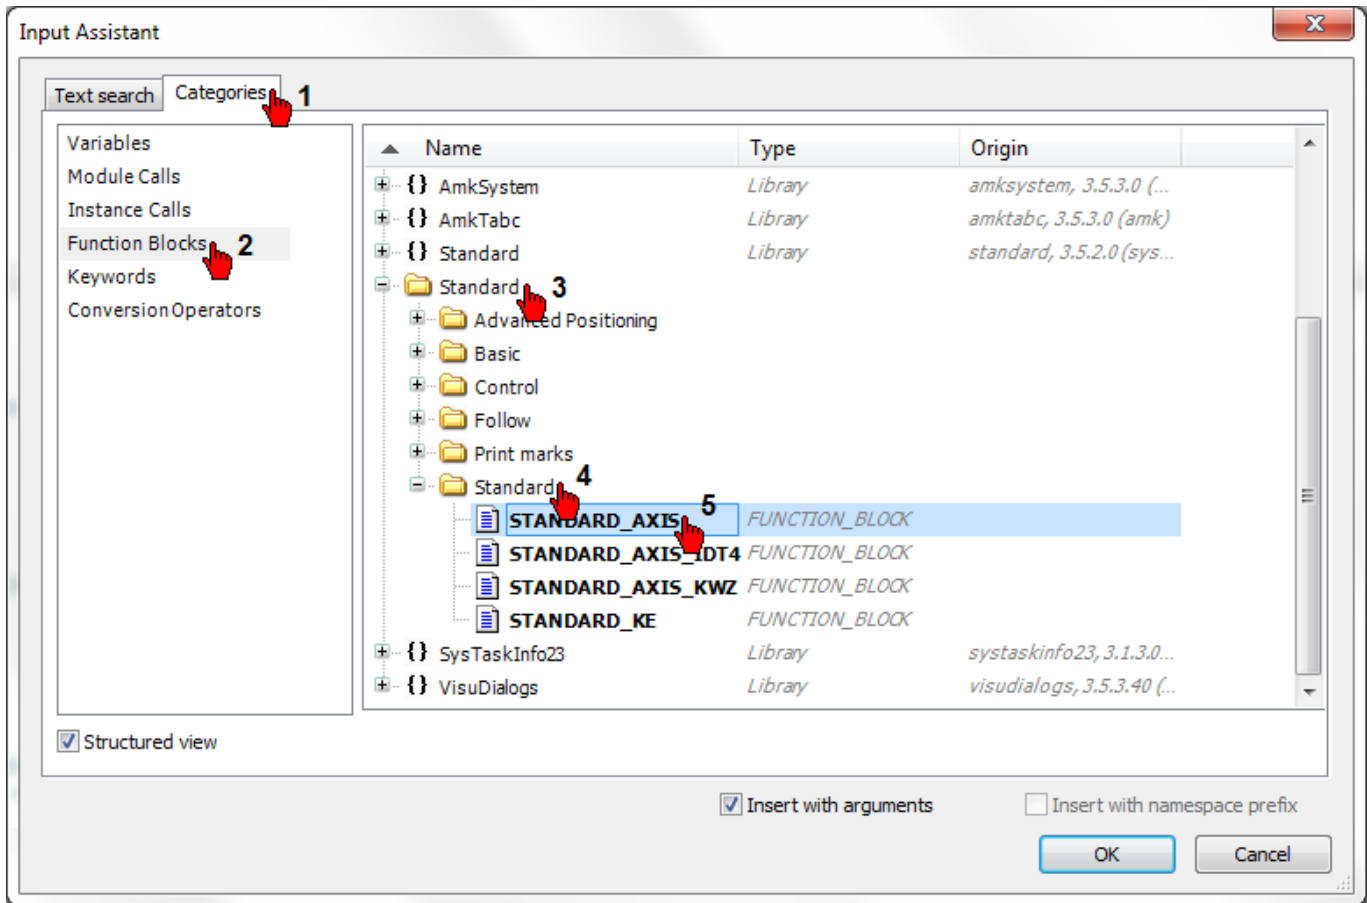 Input Assistant
Text search Categories 1
Variables
Module Calls
Instance Calls
Function Blocks 2
Keywords
Conversion Operators
Name Type Origin
{} AmkSystem Library amksystem, 3.5.3.0 (...
{} AmkTabc Library amktabc, 3.5.3.0 (amk)
{} Standard Library standard, 3.5.2.0 (sys...
Standard 3
Advanced Positioning
Basic
Control
Follow
Print marks
Standard 4
STANDARD_AXIS 5 FUNCTION_BLOCK
STANDARD_AXIS_IDT4 FUNCTION_BLOCK
STANDARD_AXIS_KWZ FUNCTION_BLOCK
STANDARD_KE FUNCTION_BLOCK
{} SysTaskInfo23 Library systaskinfo23, 3.1.3.0...
{} VisuDialogs Library visudialogs, 3.5.3.40 (...
Structured view
Insert with arguments Insert with namespace prefix
OK Cancel